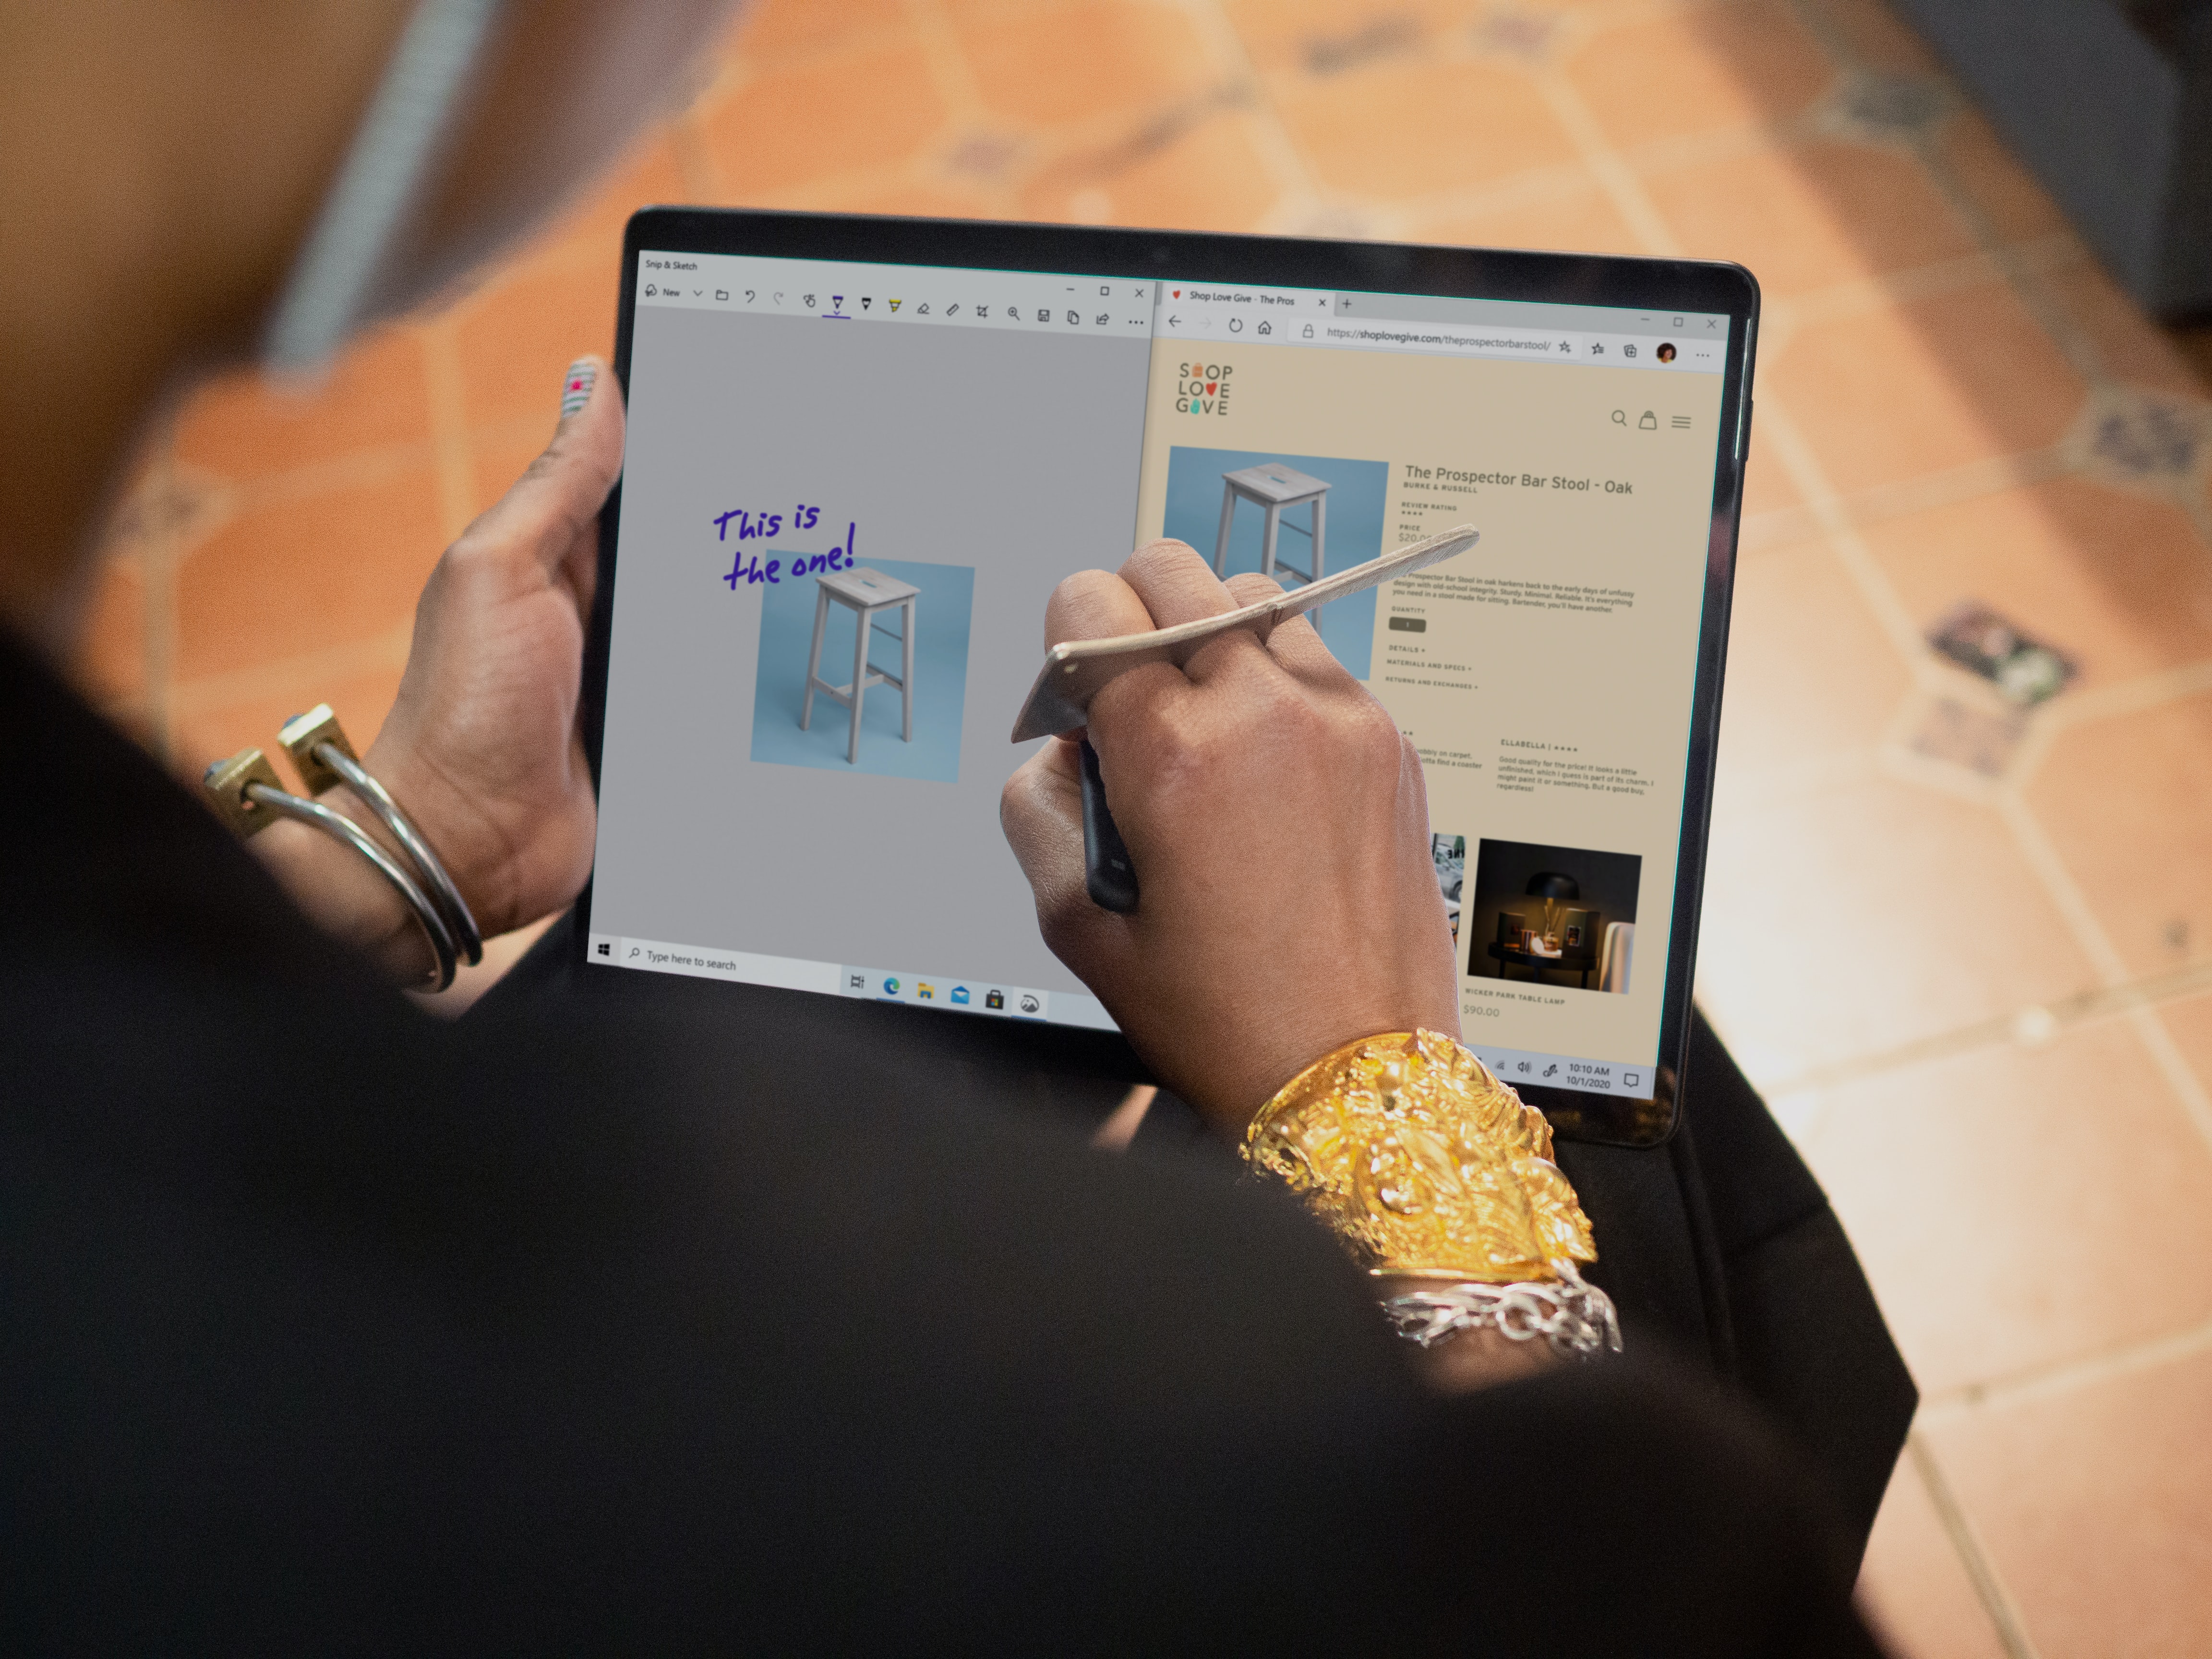 Snip & Sketch
New
This is
the one!
Type here to search
Shop Love Give - The Pros
https://shoplovegive.com/theprospectorbarstool/
SHOP
LOVE
GIVE
The Prospector Bar Stool - Oak
BURKE & RUSSELL
REVIEW RATING
★★★★
PRICE
$20.0
Prospector Bar Stool in oak harkens back to the early days of unfussy
design with old-school integrity. Sturdy. Minimal. Reliable. It's everything
you need in a stool made for sitting. Bartender, you'll have another.
QUANTITY
1
DETAILS +
MATERIALS AND SPECS +
RETURNS AND EXCHANGES +
on carpet.
find a coaster
ELLABELLA | ★★★★
Good quality for the price! It looks a little
unfinished, which I guess is part of its charm. I
might paint it or something. But a good buy,
regardless!
WICKER PARK TABLE LAMP
$90.00
10:10 AM
10/1/2020